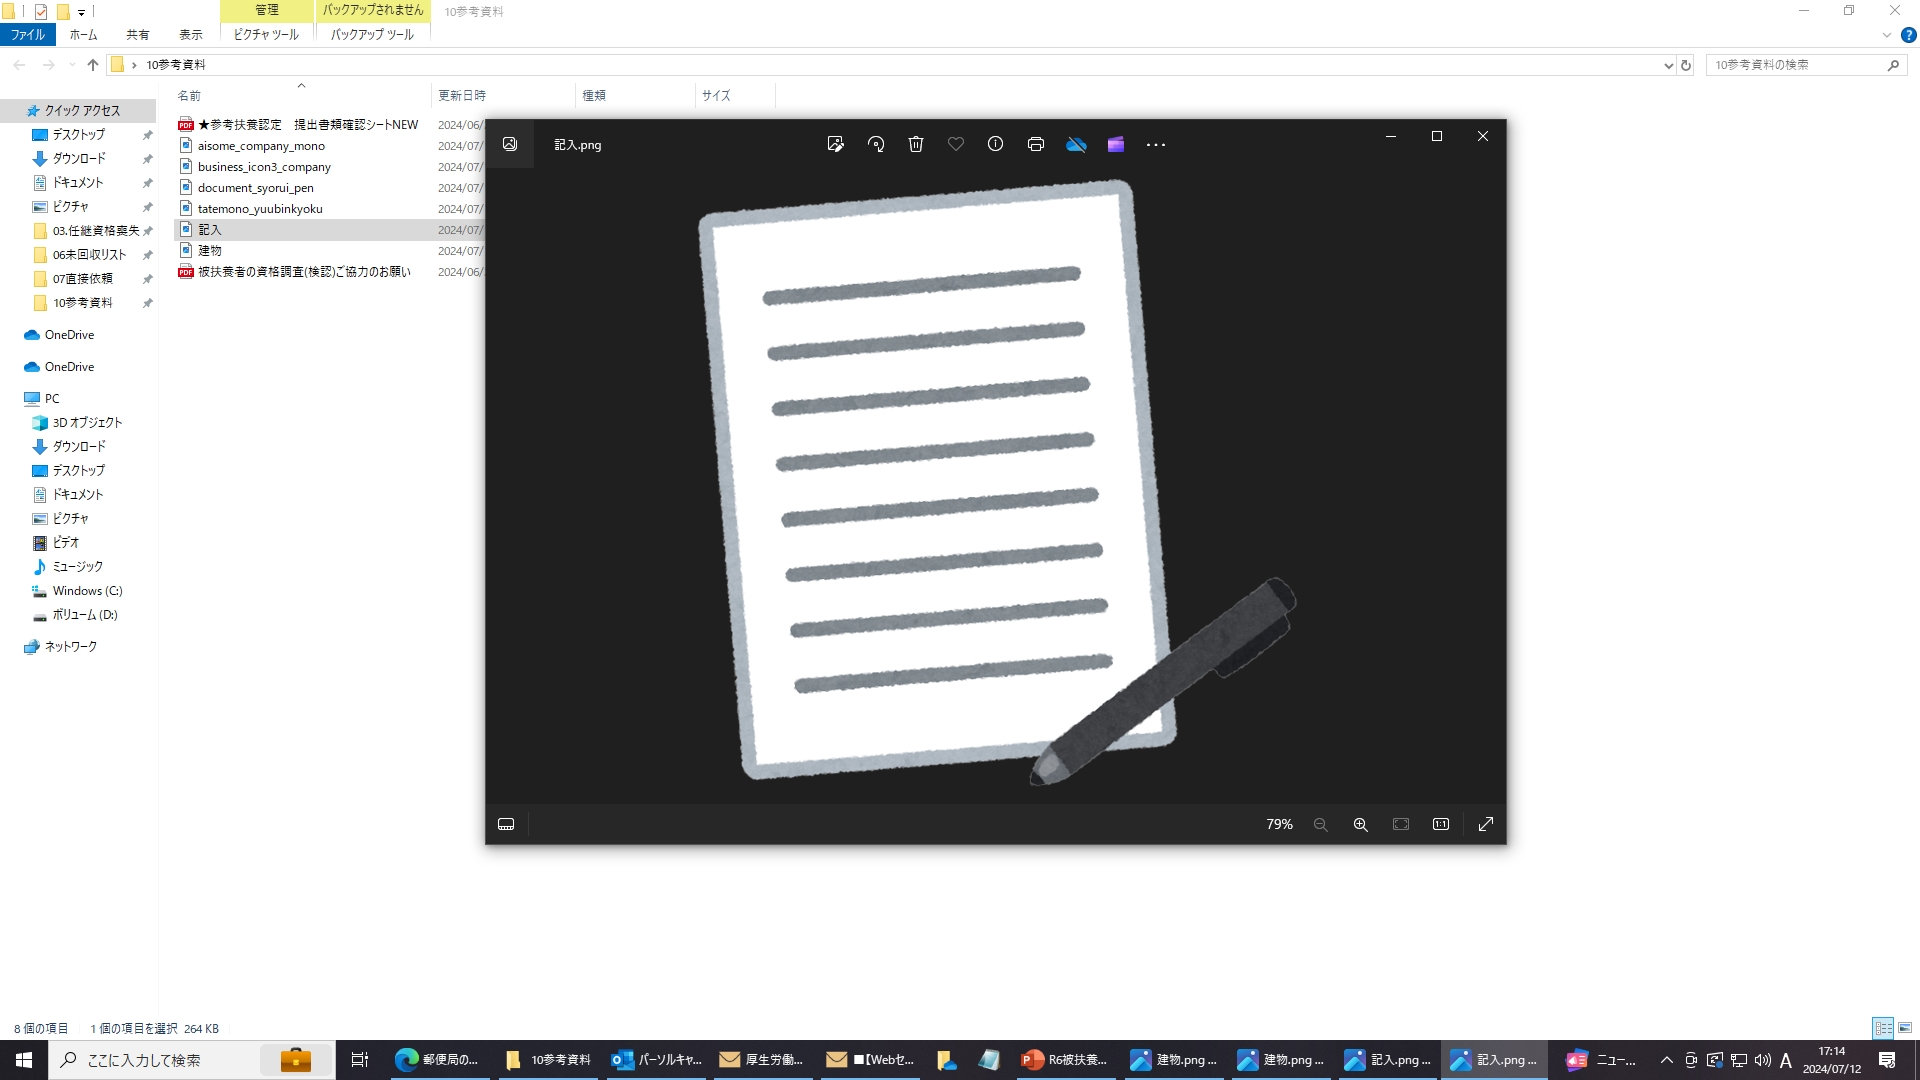 管理
バックアップされません
10参考資料
ファイル
ホーム
共有
表示
ピクチャ ツール
バックアップ ツール
10参考資料
10参考資料の検索
名前
更新日時
種類
サイズ
クイック アクセス
デスクトップ
ダウンロード
ドキュメント
ピクチャ
03.任継資格喪失
06未回収リスト
07直接依頼
10参考資料
OneDrive
OneDrive
PC
3D オブジェクト
ダウンロード
デスクトップ
ドキュメント
ピクチャ
ビデオ
ミュージック
Windows (C:)
ボリューム (D:)
ネットワーク
PDF ★参考扶養認定　提出書類確認シートNEW 2024/06/
aisome_company_mono 2024/07/
business_icon3_company 2024/07/
document_syorui_pen 2024/07/
tatemono_yuubinkyoku 2024/07/
記入 2024/07/
建物 2024/07/
PDF 被扶養者の資格調査(検認)ご協力のお願い 2024/06/
記入.png
79%
1:1
8 個の項目
1 個の項目を選択 264 KB
ここに入力して検索
郵便局の...
10参考資料
パーソルキャ...
厚生労働...
■【Webセ...
R6被扶養...
建物.png ...
建物.png ...
記入.png ...
記入.png ...
ニュー...
A
17:14
2024/07/12